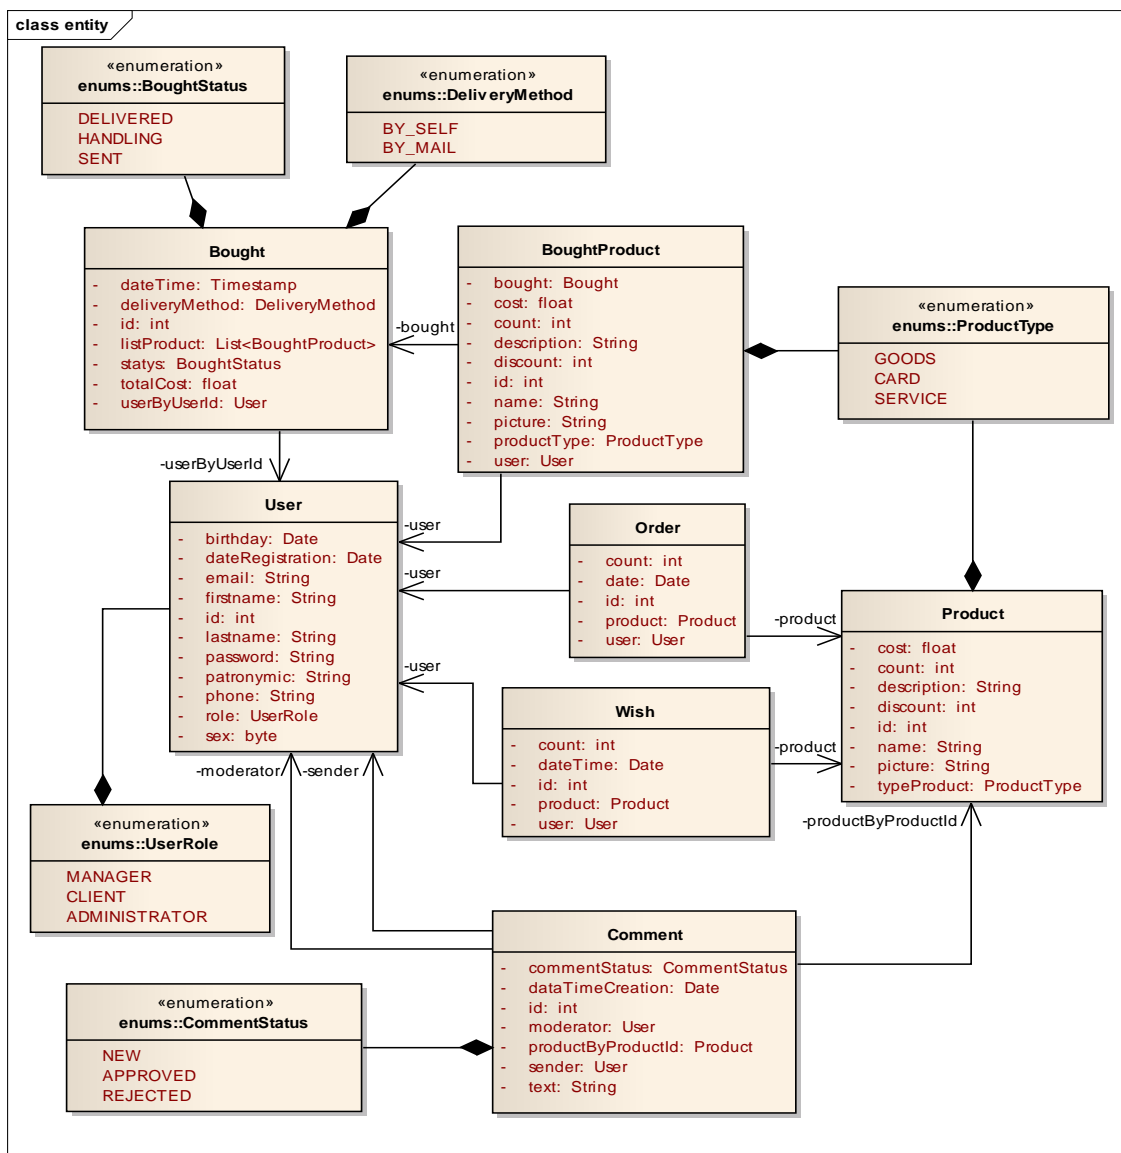 class entity
«enumeration»
enums::BoughtStatus
DELIVERED
HANDLING
SENT
«enumeration»
enums::DeliveryMethod
BY_SELF
BY_MAIL
Bought
- dateTime: Timestamp
- deliveryMethod: DeliveryMethod
- id: int
- listProduct: List<BoughtProduct>
- statys: BoughtStatus
- totalCost: float
- userByUserId: User
BoughtProduct
- bought: Bought
- cost: float
- count: int
- description: String
- discount: int
- id: int
- name: String
- picture: String
- productType: ProductType
- user: User
«enumeration»
enums::ProductType
GOODS
CARD
SERVICE
-bought
-userByUserId
User
- birthday: Date
- dateRegistration: Date
- email: String
- firstname: String
- id: int
- lastname: String
- password: String
- patronymic: String
- phone: String
- role: UserRole
- sex: byte
-user
-user
-user
Order
- count: int
- date: Date
- id: int
- product: Product
- user: User
-product
Product
- cost: float
- count: int
- description: String
- discount: int
- id: int
- name: String
- picture: String
- typeProduct: ProductType
Wish
- count: int
- dateTime: Date
- id: int
- product: Product
- user: User
-product
-moderator
-sender
-productByProductId
«enumeration»
enums::UserRole
MANAGER
CLIENT
ADMINISTRATOR
Comment
- commentStatus: CommentStatus
- dataTimeCreation: Date
- id: int
- moderator: User
- productByProductId: Product
- sender: User
- text: String
«enumeration»
enums::CommentStatus
NEW
APPROVED
REJECTED